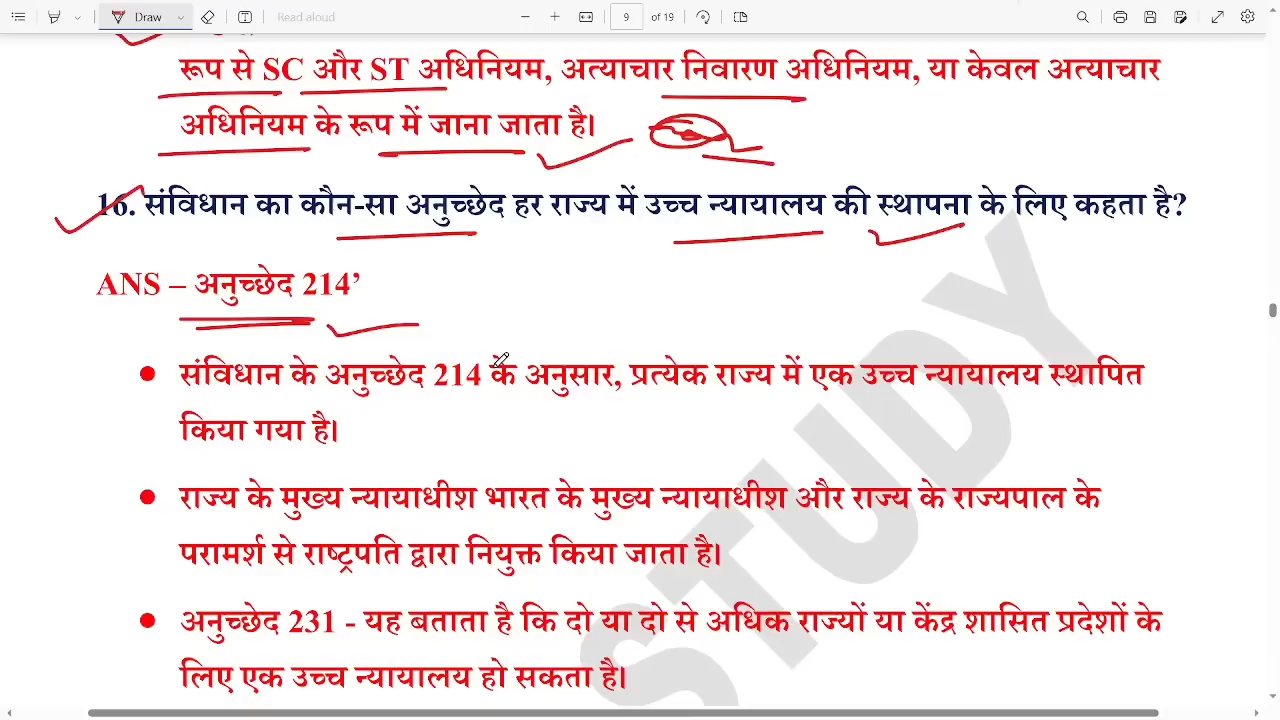 Draw
Read aloud
9 of 19
रूप से SC और ST अधिनियम, अत्याचार निवारण अधिनियम, या केवल अत्याचार
अधिनियम के रूप में जाना जाता है।
16. संविधान का कौन-सा अनुच्छेद हर राज्य में उच्च न्यायालय की स्थापना के लिए कहता है?
ANS – अनुच्छेद 214’
● संविधान के अनुच्छेद 214 के अनुसार, प्रत्येक राज्य में एक उच्च न्यायालय स्थापित
किया गया है।
● राज्य के मुख्य न्यायाधीश भारत के मुख्य न्यायाधीश और राज्य के राज्यपाल के
परामर्श से राष्ट्रपति द्वारा नियुक्त किया जाता है।
● अनुच्छेद 231 - यह बताता है कि दो या दो से अधिक राज्यों या केंद्र शासित प्रदेशों के
लिए एक उच्च न्यायालय हो सकता है।
STUDY